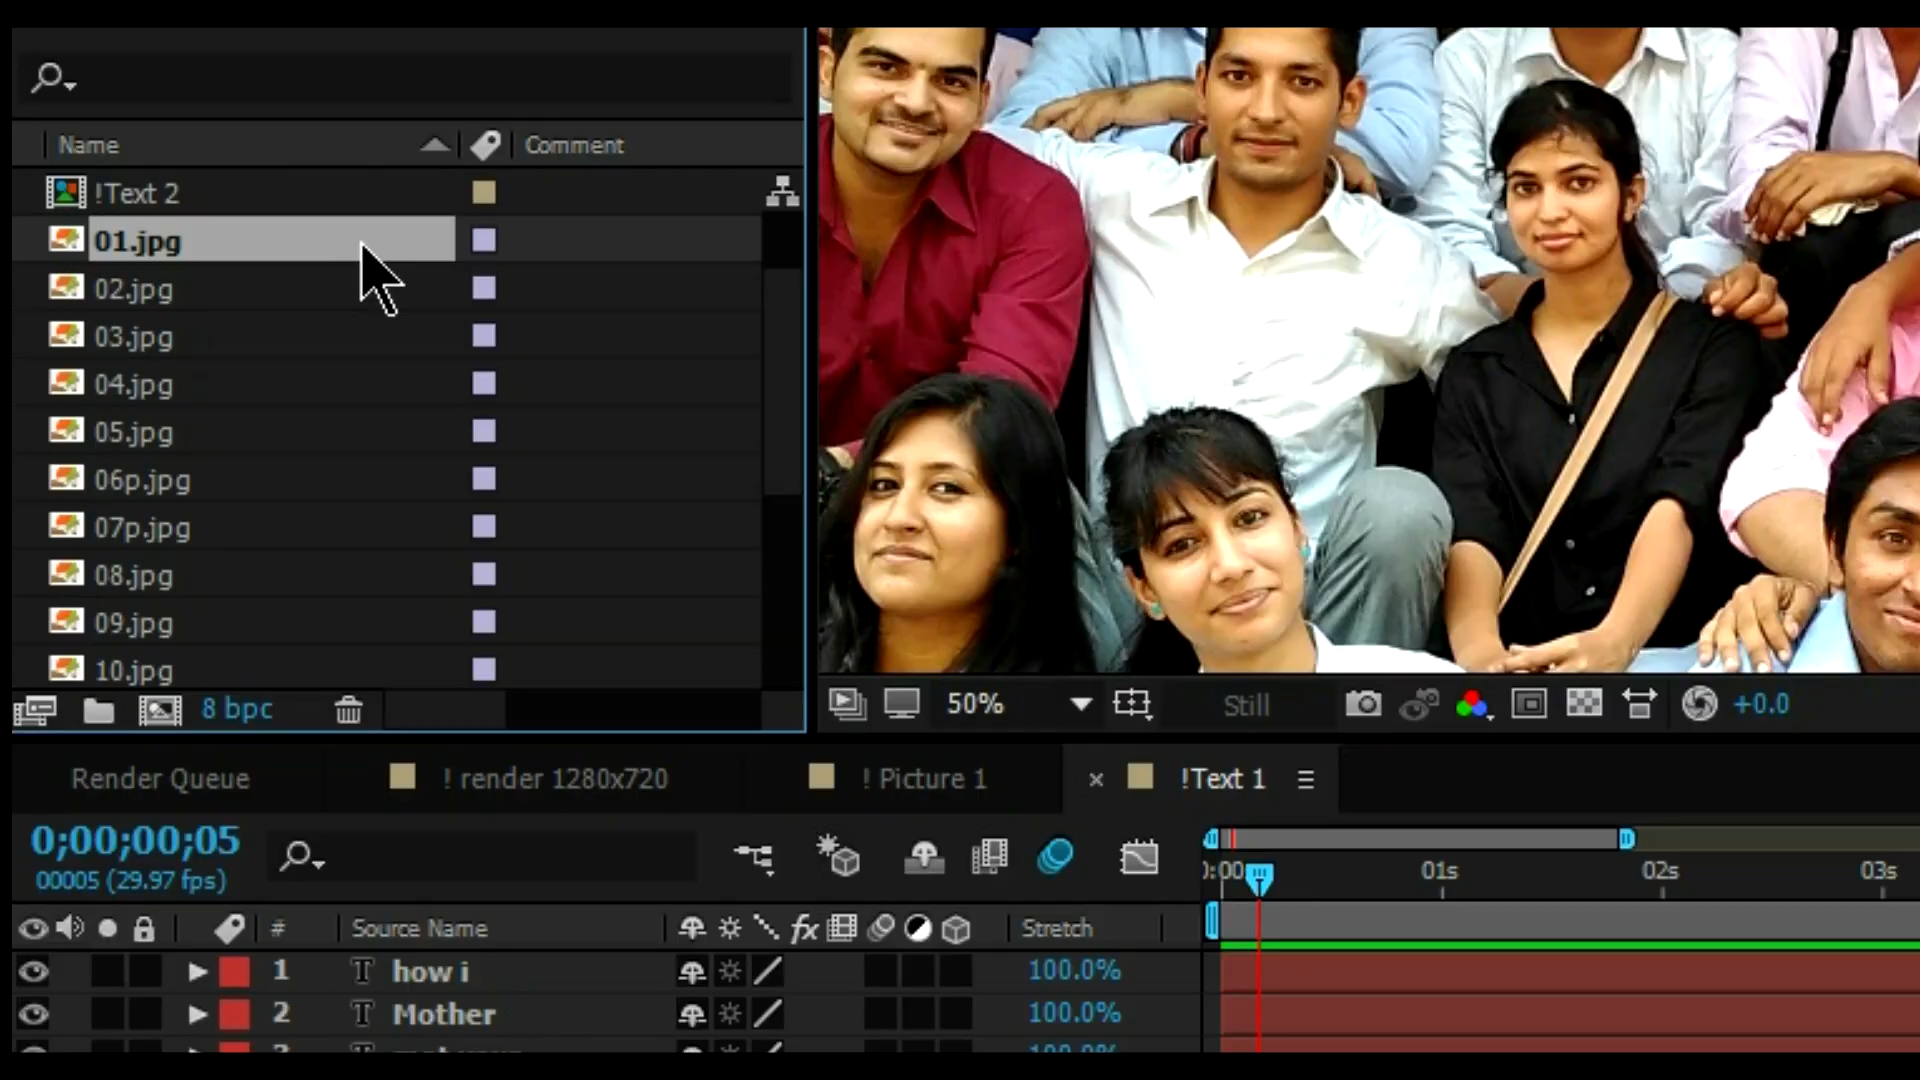 Name Comment
!Text 2
01.jpg
02.jpg
03.jpg
04.jpg
05.jpg
06p.jpg
07p.jpg
08.jpg
09.jpg
10.jpg
8 bpc
50% Still +0.0
Render Queue ! render 1280x720 ! Picture 1 × !Text 1
0;00;00;05
00005 (29.97 fps)
:00 01s 02s 03s
# Source Name fx Stretch
1 T how i 100.0%
2 T Mother 100.0%